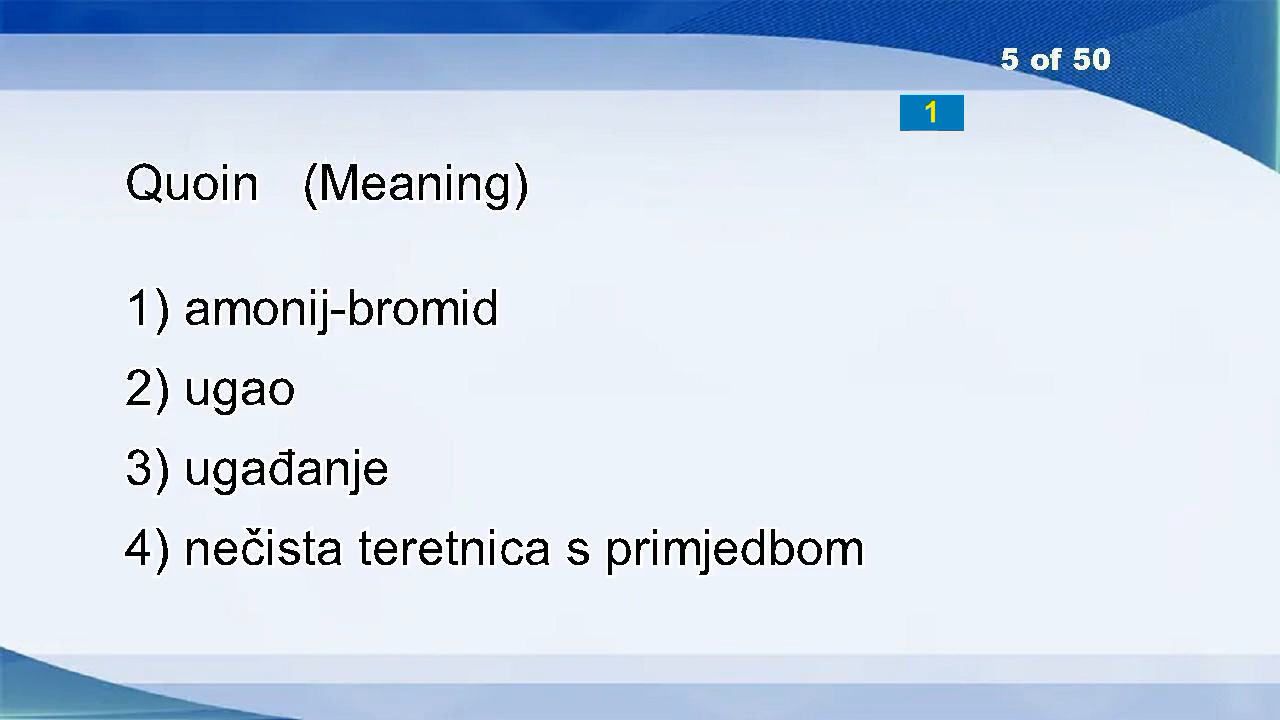 5 of 50
1
Quoin (Meaning)
1) amonij-bromid
2) ugao
3) ugađanje
4) nečista teretnica s primjedbom